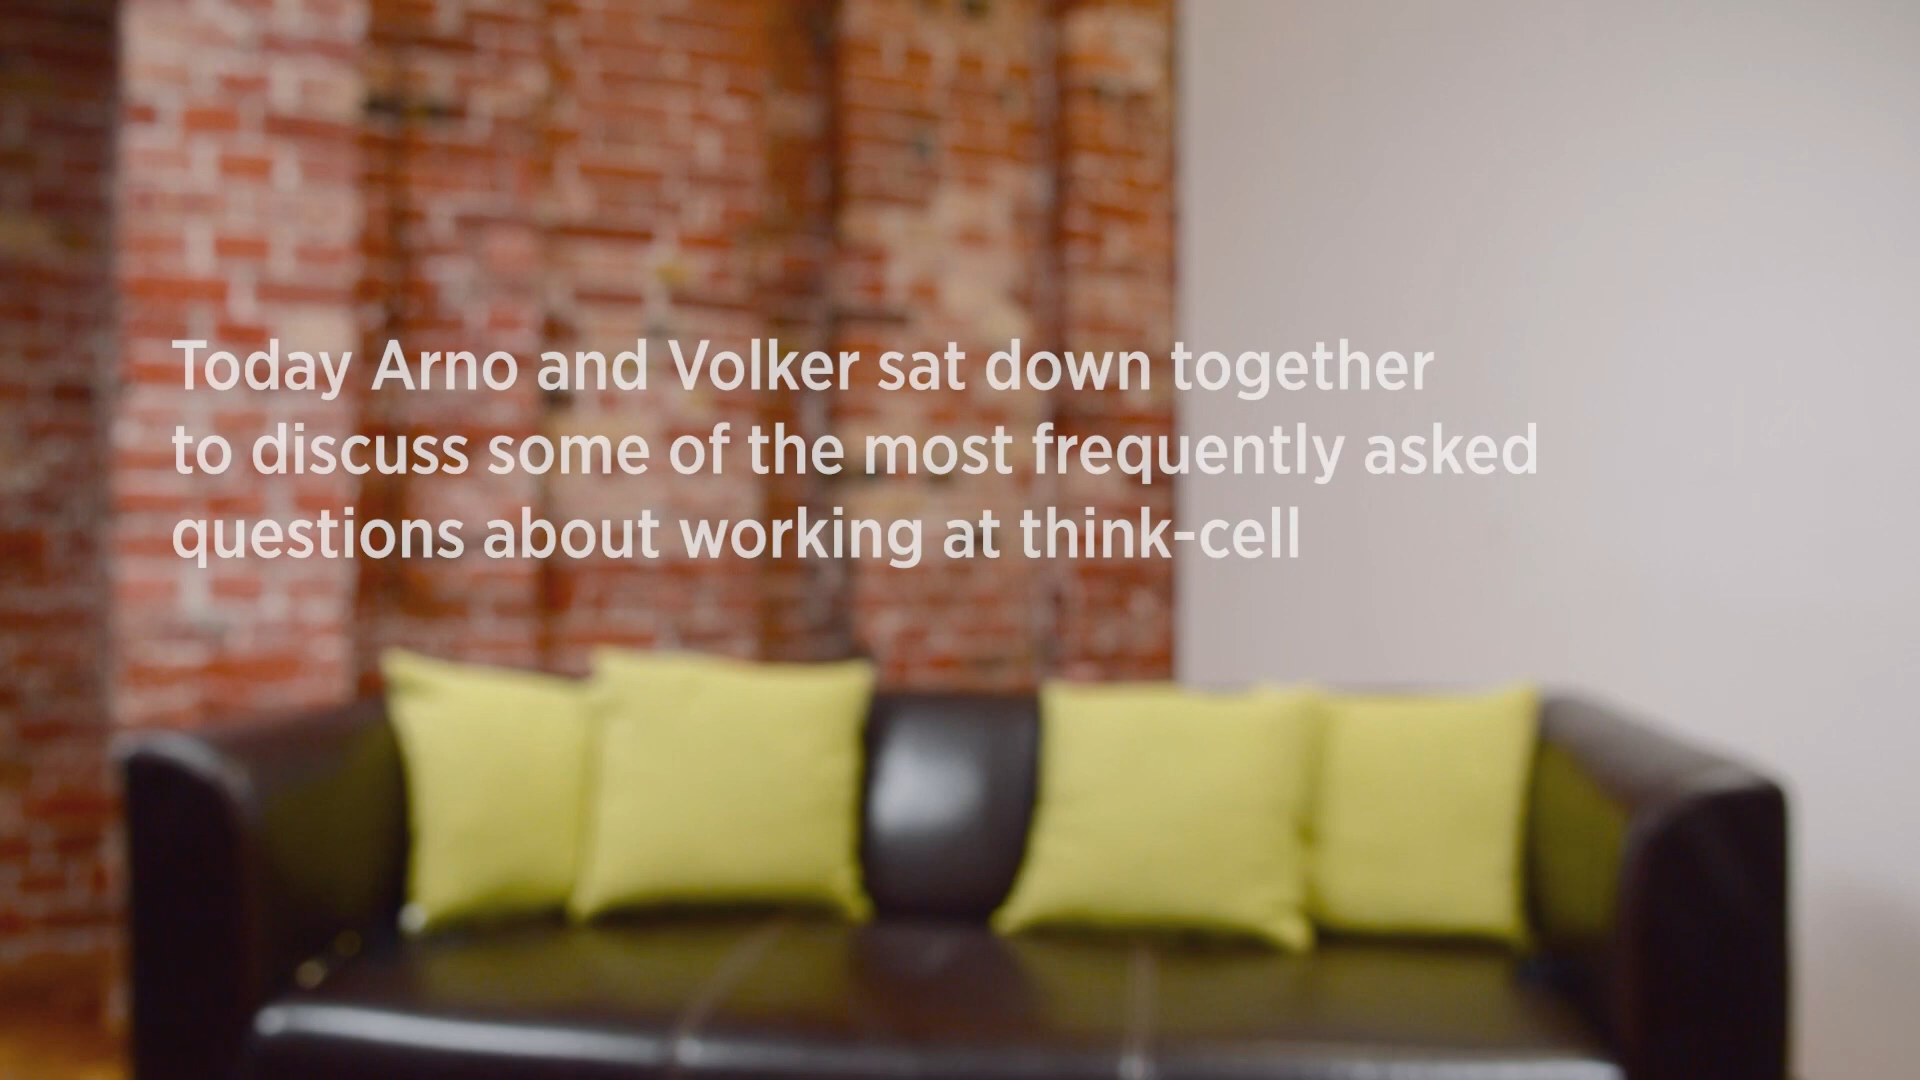 Today Arno and Volker sat down together
to discuss some of the most frequently asked
questions about working at think-cell